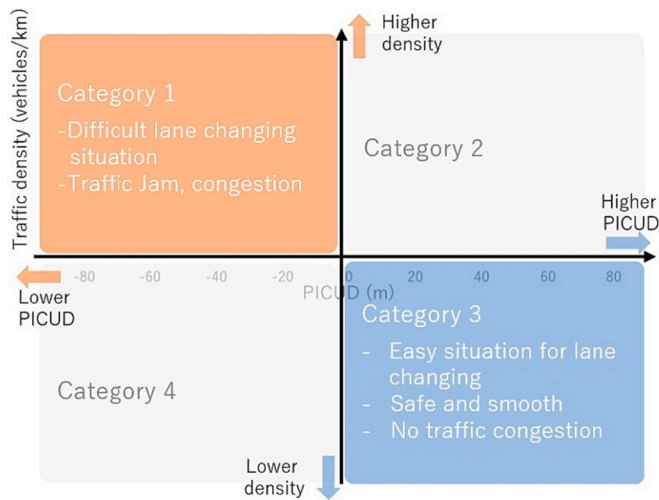 Traffic density (vehicles/km)
Higher
density
Category 1
-Difficult lane changing
situation
-Traffic Jam, congestion
Category 2
Higher
PICUD
-80 -60 -40 -20 0 20 40 60 80
PICUD (m)
Lower
PICUD
Category 3
- Easy situation for lane
changing
- Safe and smooth
- No traffic congestion
Category 4
Lower
density